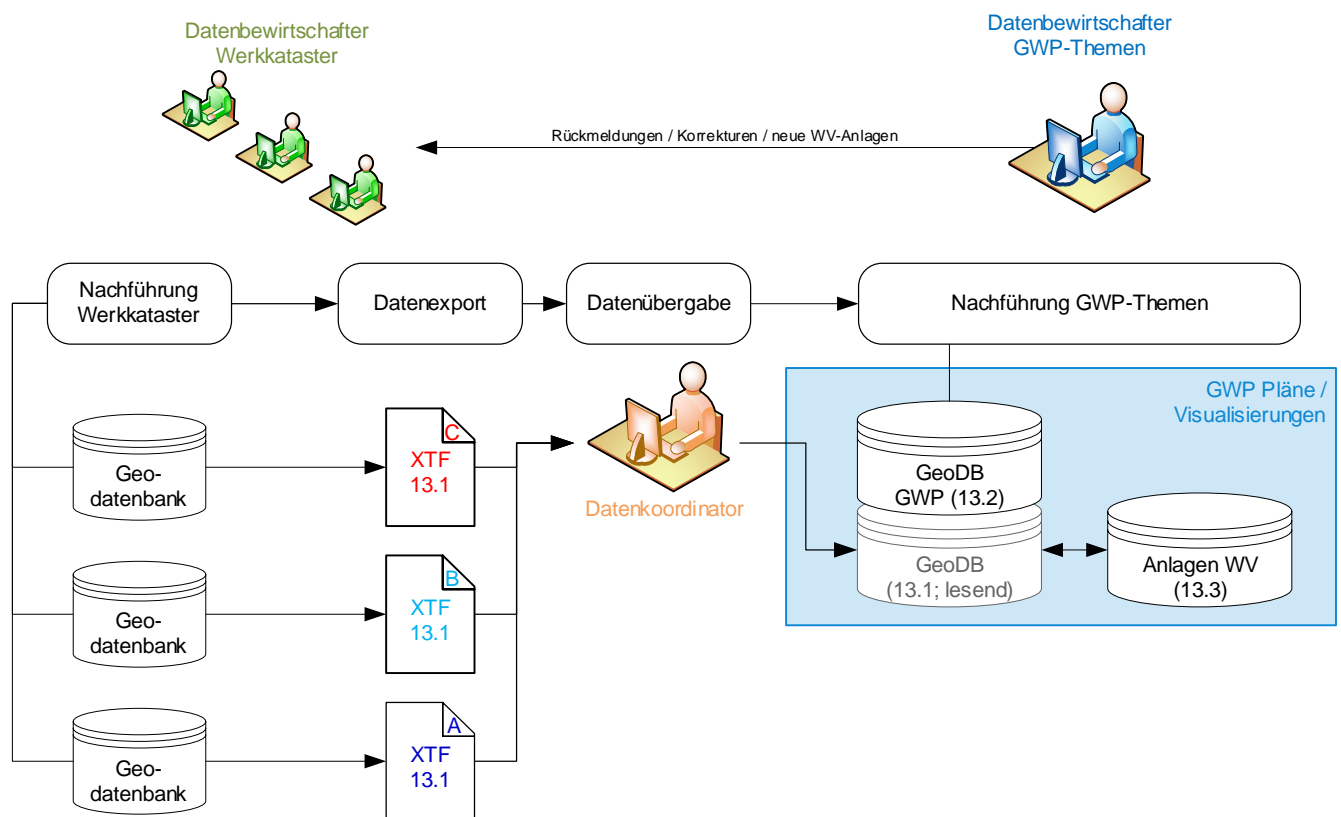 Datenbewirtschafter
Werkkataster
Datenbewirtschafter
GWP-Themen
Rückmeldungen / Korrekturen / neue WV-Anlagen
Nachführung
Werkkataster
Datenexport
Datenübergabe
Nachführung GWP-Themen
GWP Pläne /
Visualisierungen
Geo-
datenbank
C
XTF
13.1
Datenkoordinator
GeoDB
GWP (13.2)
GeoDB
(13.1; lesend)
Anlagen WV
(13.3)
Geo-
datenbank
B
XTF
13.1
Geo-
datenbank
A
XTF
13.1